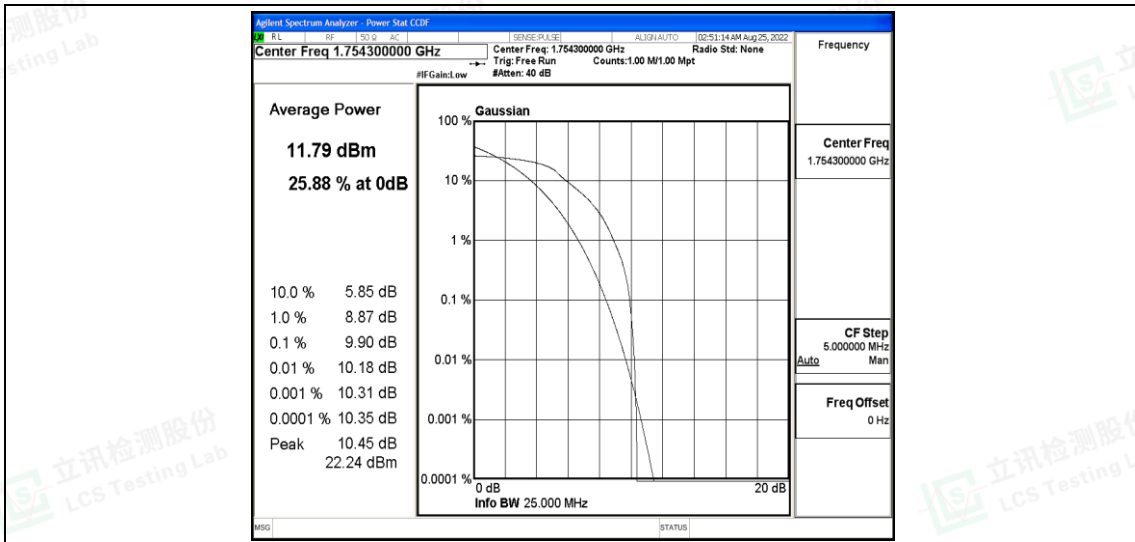 Agilent Spectrum Analyzer - Power Stat CCDF
LXI RL RF 50 Ω AC SENSE:PULSE ALIGNAUTO 02:51:14 AM Aug 25, 2022
Center Freq 1.754300000 GHz
Center Freq: 1.754300000 GHz Radio Std: None
Trig: Free Run Counts:1.00 M/1.00 Mpt
#IFGain:Low #Atten: 40 dB
Frequency
Average Power
11.79 dBm
25.88 % at 0dB
10.0 % 5.85 dB
1.0 % 8.87 dB
0.1 % 9.90 dB
0.01 % 10.18 dB
0.001 % 10.31 dB
0.0001 % 10.35 dB
Peak 10.45 dB
22.24 dBm
Gaussian
100 %
10 %
1 %
0.1 %
0.01 %
0.001 %
0.0001 %
0 dB 20 dB
Info BW 25.000 MHz
Center Freq
1.754300000 GHz
CF Step
5.000000 MHz
Auto Man
Freq Offset
0 Hz
MSG STATUS
立讯检测股份
LCS Testing Lab
立讯检测股份
LCS Testing L